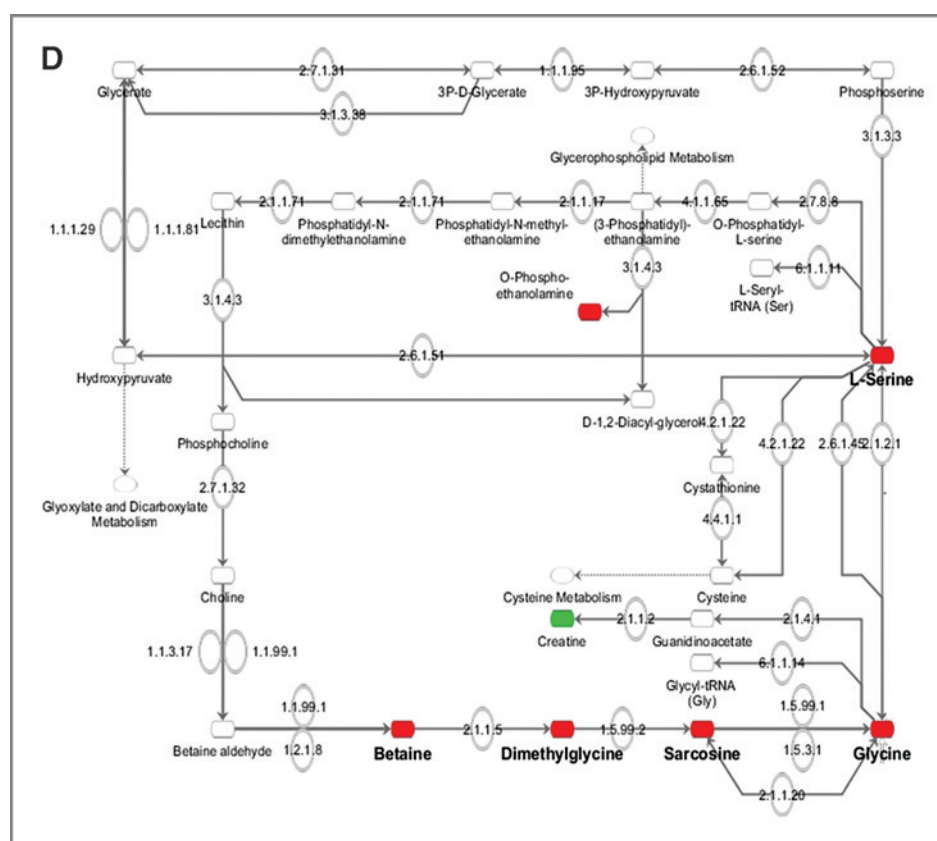 D
2.7.1.31
1.1.1.95
2.6.1.52
Glycerate
3P-D-Glycerate
3P-Hydroxypyruvate
Phosphoserine
3.1.3.38
3.1.3.3
Glycerophospholipid Metabolism
2.1.1.71
2.1.1.71
2.1.1.17
4.1.1.65
2.7.8.8
Lecithin
Phosphatidyl-N-
dimethylethanolamine
Phosphatidyl-N-methyl-
ethanolamine
(3-Phosphatidyl)-
ethanolamine
O-Phosphatidyl-
L-serine
1.1.1.29
1.1.1.81
3.1.4.3
3.1.4.3
O-Phospho-
ethanolamine
6.1.1.11
L-Seryl-
tRNA (Ser)
2.6.1.51
Hydroxypyruvate
L-Serine
D-1,2-Diacyl-glycerol
Phosphocholine
4.2.1.22
4.2.1.22
2.6.1.45
2.1.2.1
Cystathionine
2.7.1.32
Glyoxylate and Dicarboxylate
Metabolism
4.4.1.1
Choline
Cysteine Metabolism
Cysteine
2.1.1.2
2.1.4.1
Creatine
Guanidinoacetate
1.1.3.17
1.1.99.1
6.1.1.14
Glycyl-tRNA
(Gly)
1.1.99.1
1.5.99.1
2.1.1.5
1.5.99.2
Betaine aldehyde
1.2.1.8
Betaine
Dimethylglycine
Sarcosine
1.5.3.1
Glycine
2.1.1.20